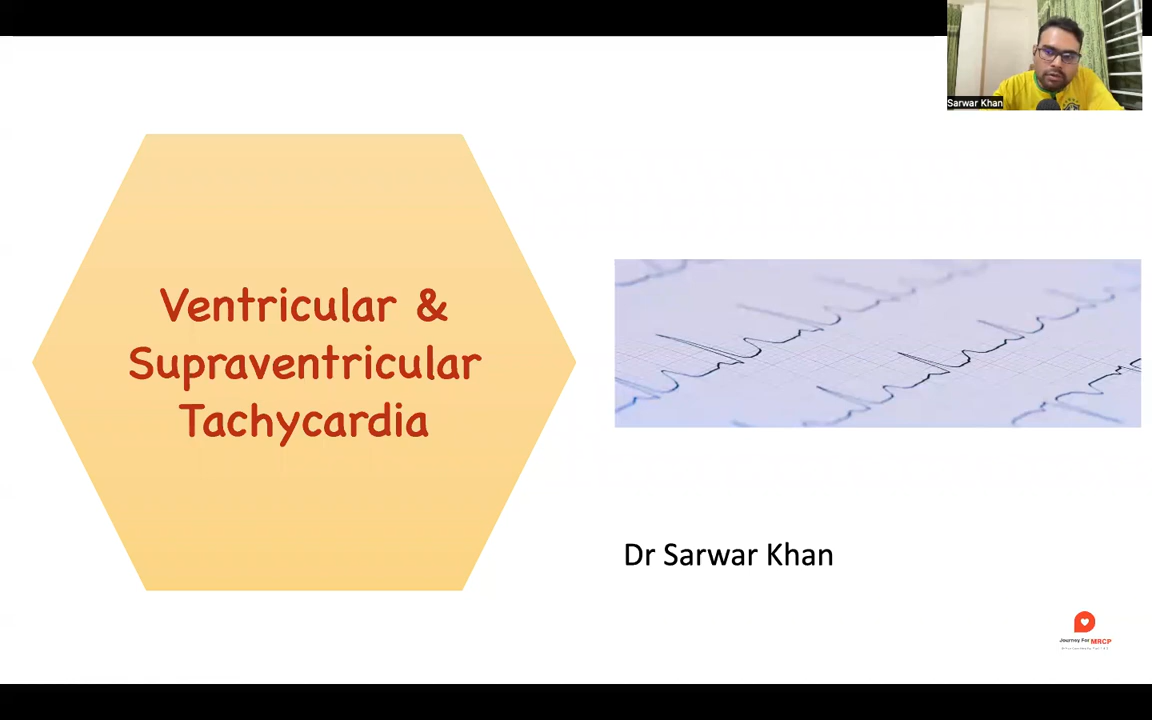 Sarwar Khan
Ventricular &
Supraventricular
Tachycardia
Dr Sarwar Khan
Journey For MRCP